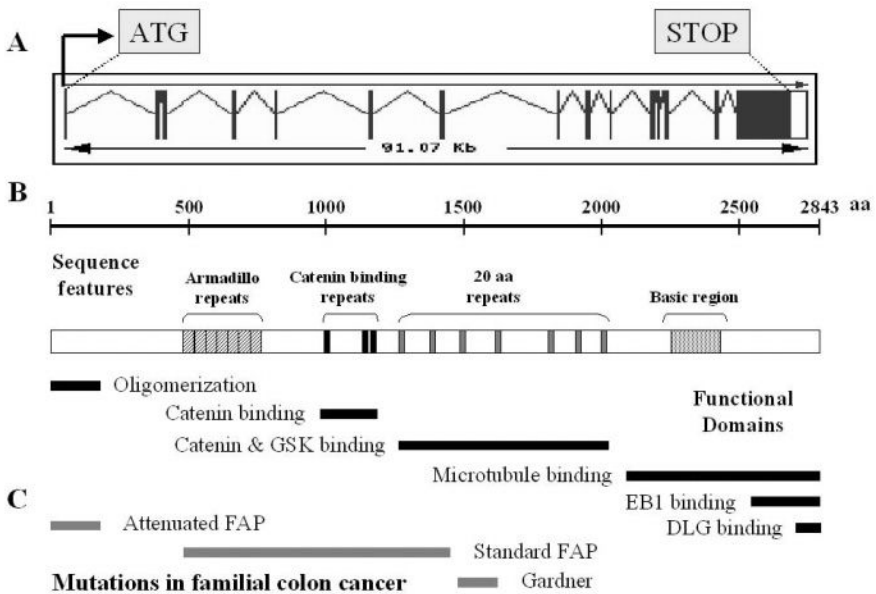 A
ATG
STOP
91.07 Kb
B
1 500 1000 1500 2000 2500 2843 aa
Sequence
features
Armadillo
repeats
Catenin binding
repeats
20 aa
repeats
Basic region
Oligomerization
Catenin binding
Functional
Domains
Catenin & GSK binding
Microtubule binding
EB1 binding
C
Attenuated FAP
DLG binding
Standard FAP
Mutations in familial colon cancer
Gardner